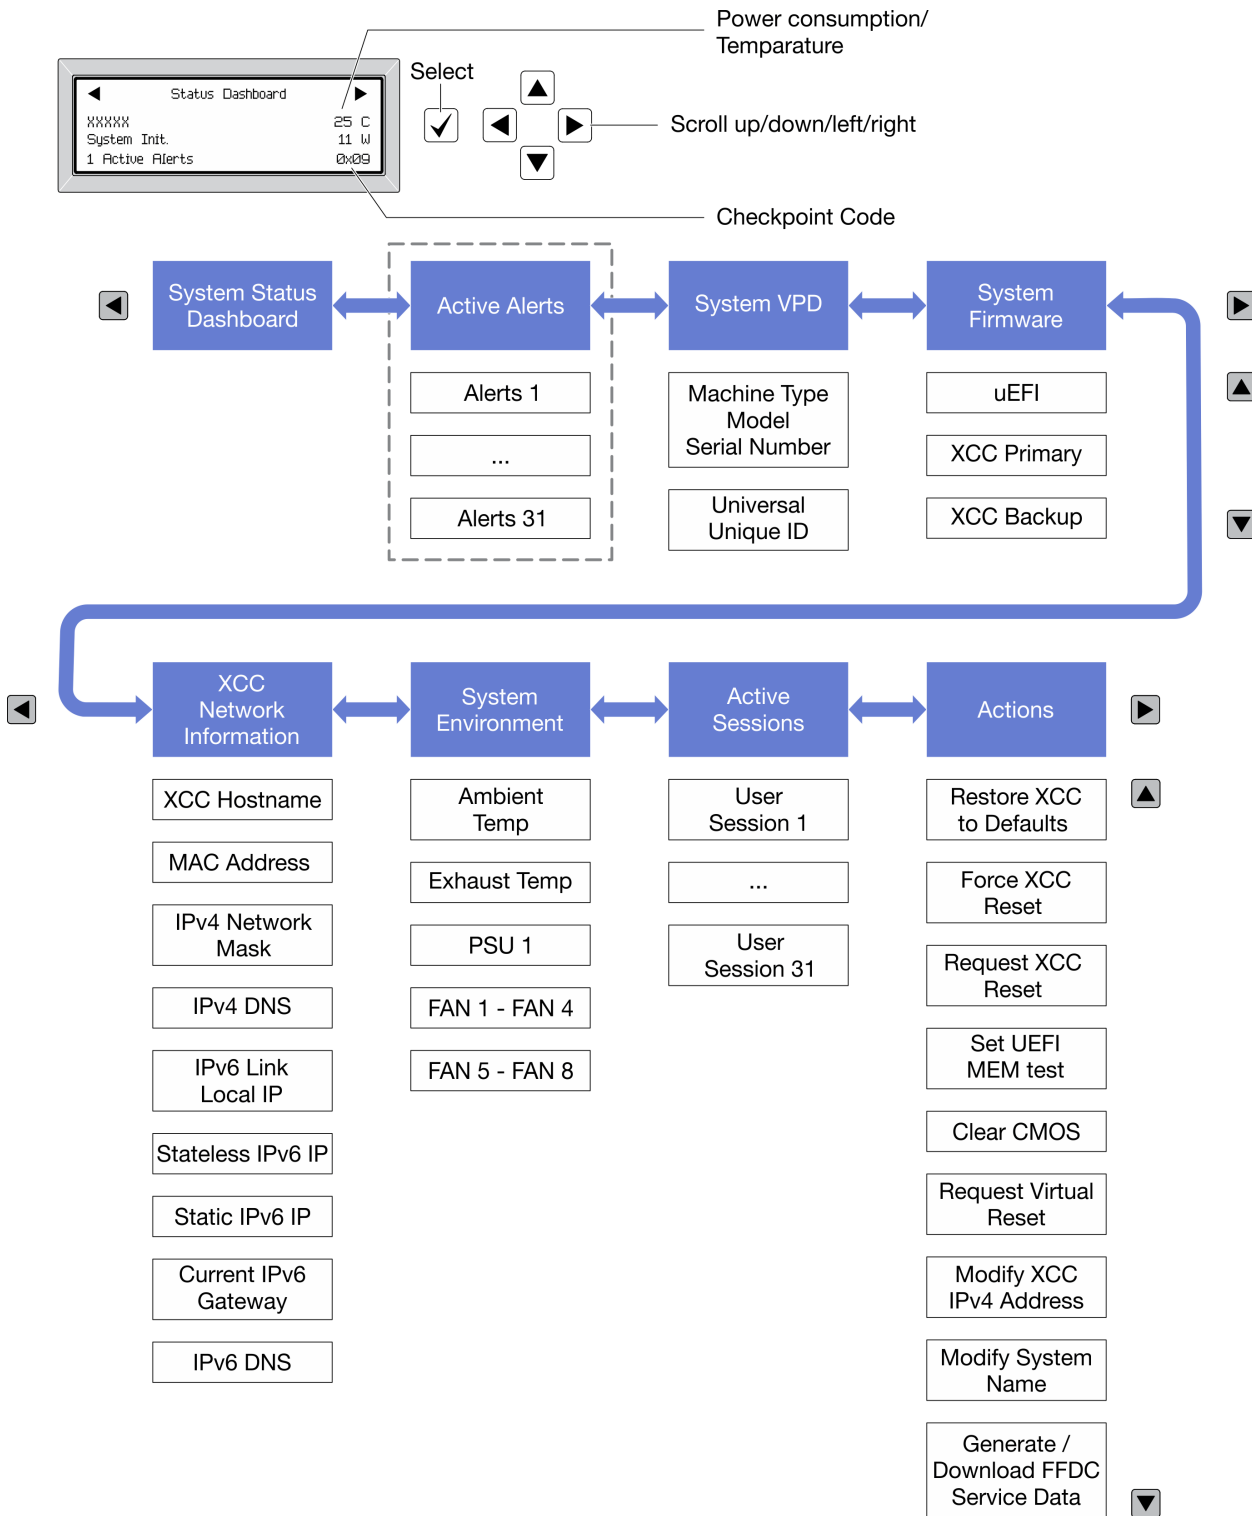 Power consumption/
Temparature
Select
Status Dashboard
XXXXX 25 C
System Init. 11 W
1 Active Alerts 0x09
Scroll up/down/left/right
Checkpoint Code
System Status
Dashboard
Active Alerts
System VPD
System
Firmware
Alerts 1
...
Alerts 31
Machine Type
Model
Serial Number
Universal
Unique ID
uEFI
XCC Primary
XCC Backup
XCC
Network
Information
System
Environment
Active
Sessions
Actions
XCC Hostname
MAC Address
IPv4 Network
Mask
IPv4 DNS
IPv6 Link
Local IP
Stateless IPv6 IP
Static IPv6 IP
Current IPv6
Gateway
IPv6 DNS
Ambient
Temp
Exhaust Temp
PSU 1
FAN 1 - FAN 4
FAN 5 - FAN 8
User
Session 1
...
User
Session 31
Restore XCC
to Defaults
Force XCC
Reset
Request XCC
Reset
Set UEFI
MEM test
Clear CMOS
Request Virtual
Reset
Modify XCC
IPv4 Address
Modify System
Name
Generate /
Download FFDC
Service Data